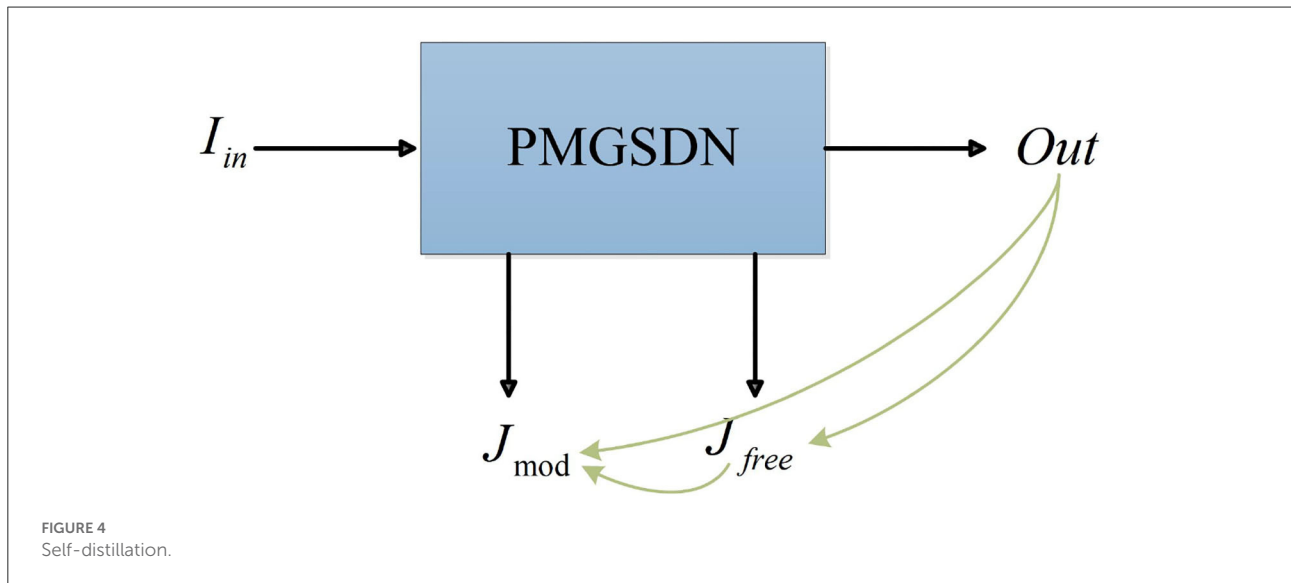 I_in
PMGSDN
Out
J_mod
J_free
FIGURE 4
Self-distillation.